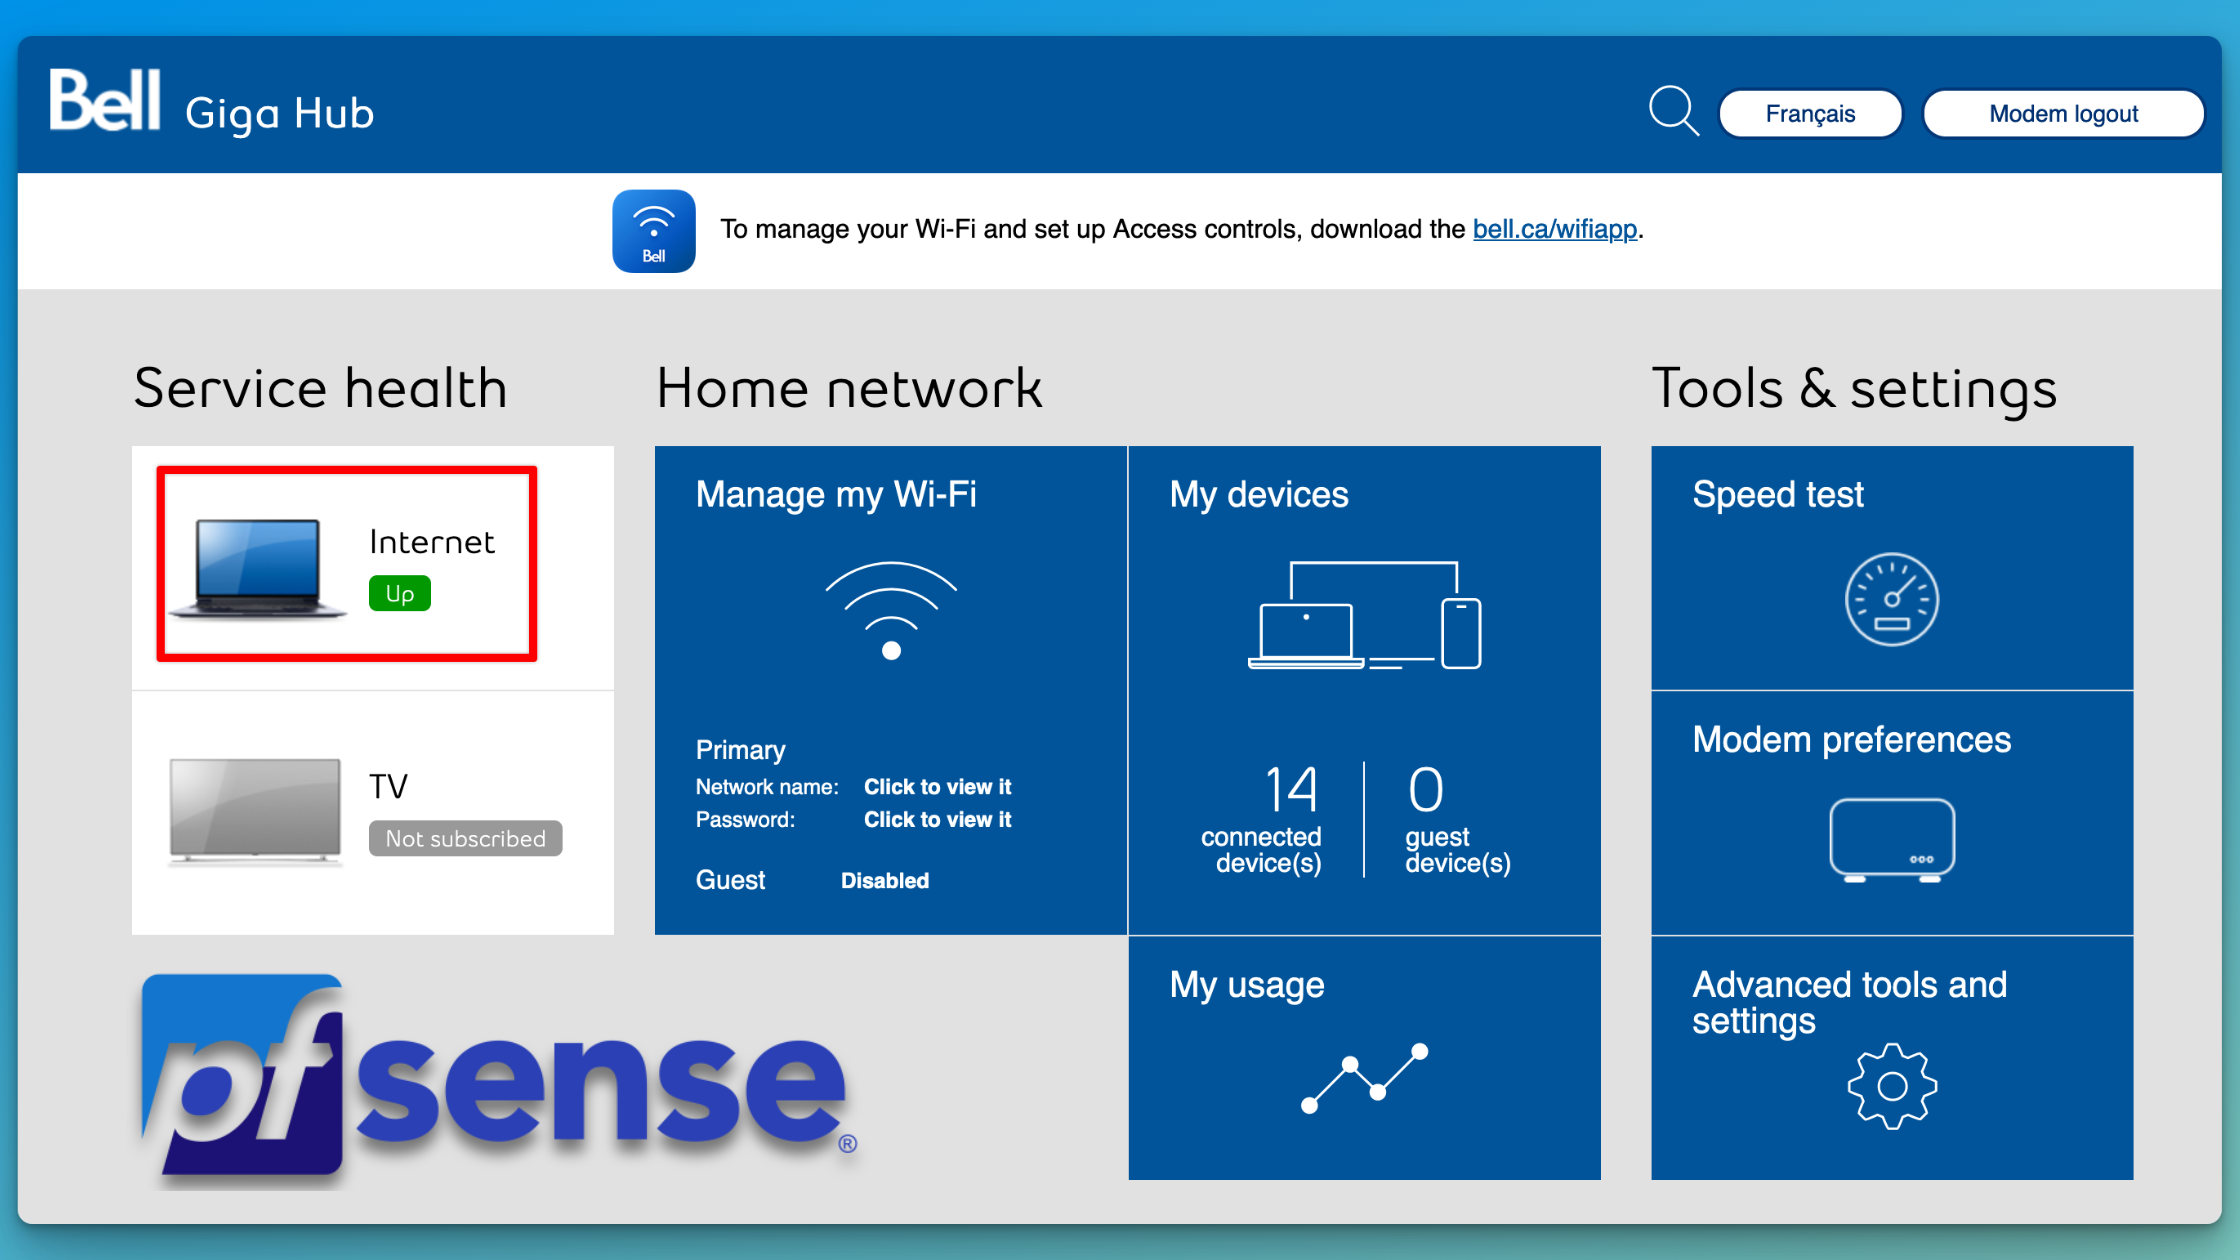 Bell Giga Hub
Français
Modem logout
Bell
To manage your Wi-Fi and set up Access controls, download the bell.ca/wifiapp.
Service health
Internet
Up
TV
Not subscribed
Home network
Manage my Wi-Fi
Primary
Network name: Click to view it
Password: Click to view it
Guest Disabled
My devices
14
connected
device(s)
0
guest
device(s)
My usage
Tools & settings
Speed test
Modem preferences
Advanced tools and
settings
pfsense®